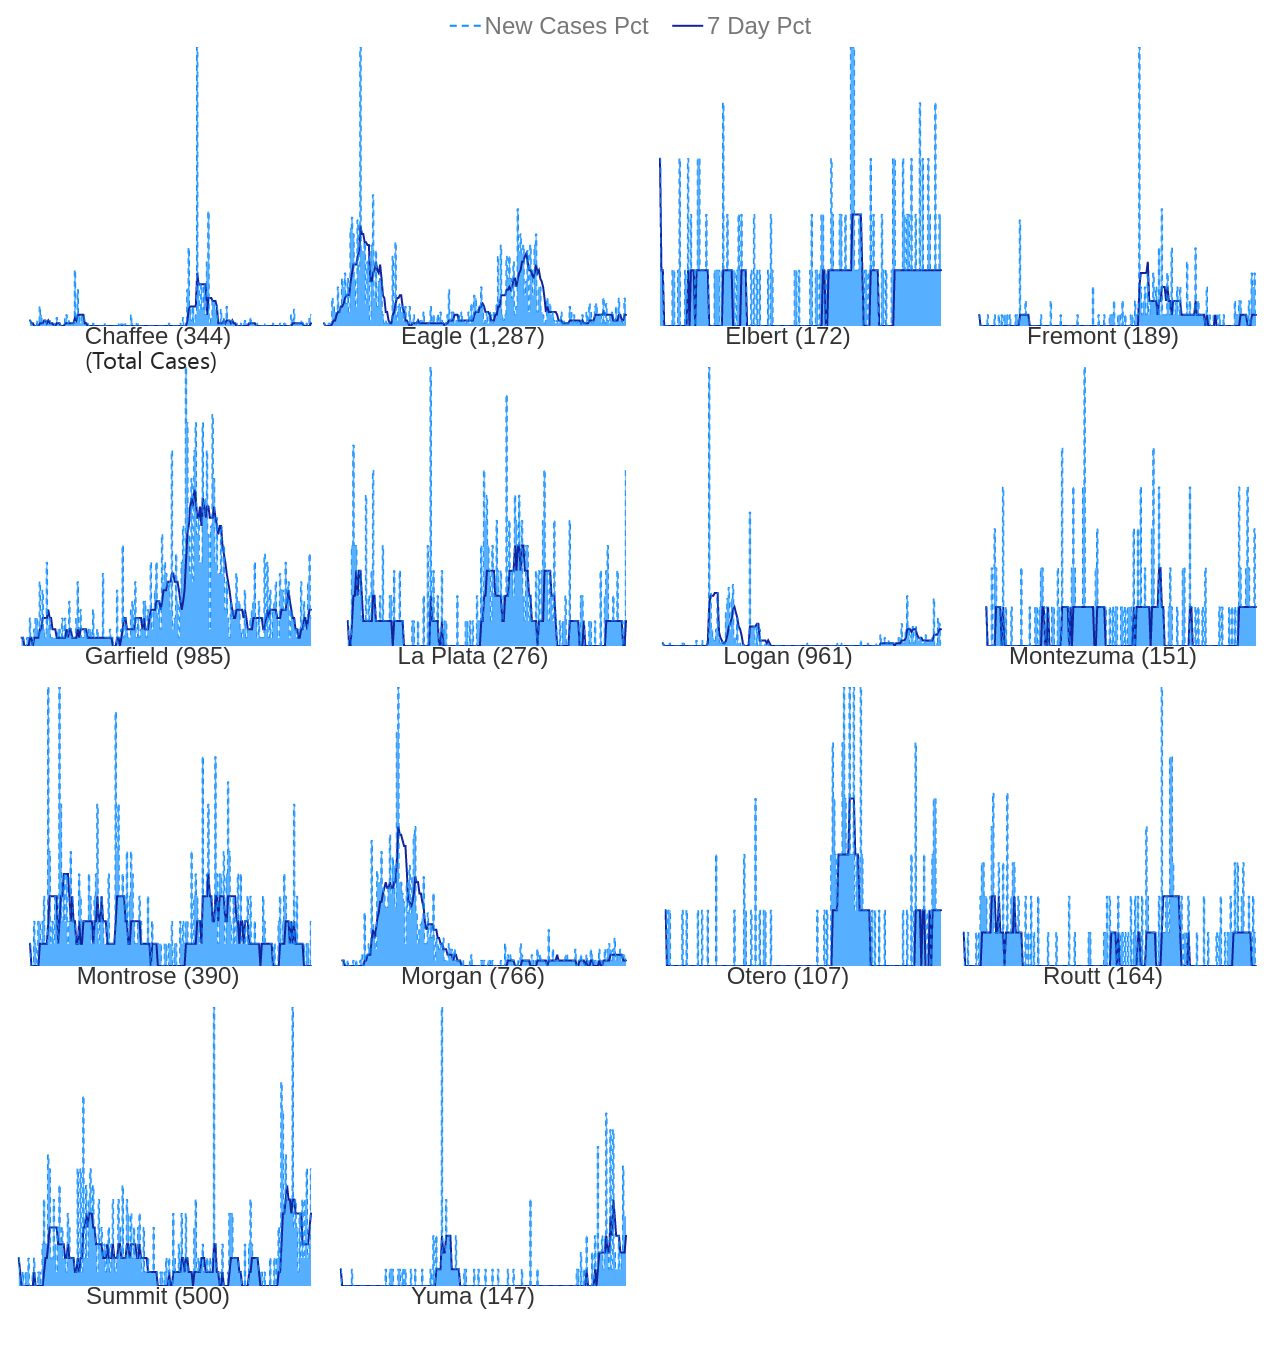 New Cases Pct 7 Day Pct
Chaffee (344) Eagle (1,287) Elbert (172) Fremont (189)
(Total Cases)
Garfield (985) La Plata (276) Logan (961) Montezuma (151)
Montrose (390) Morgan (766) Otero (107) Routt (164)
Summit (500) Yuma (147)